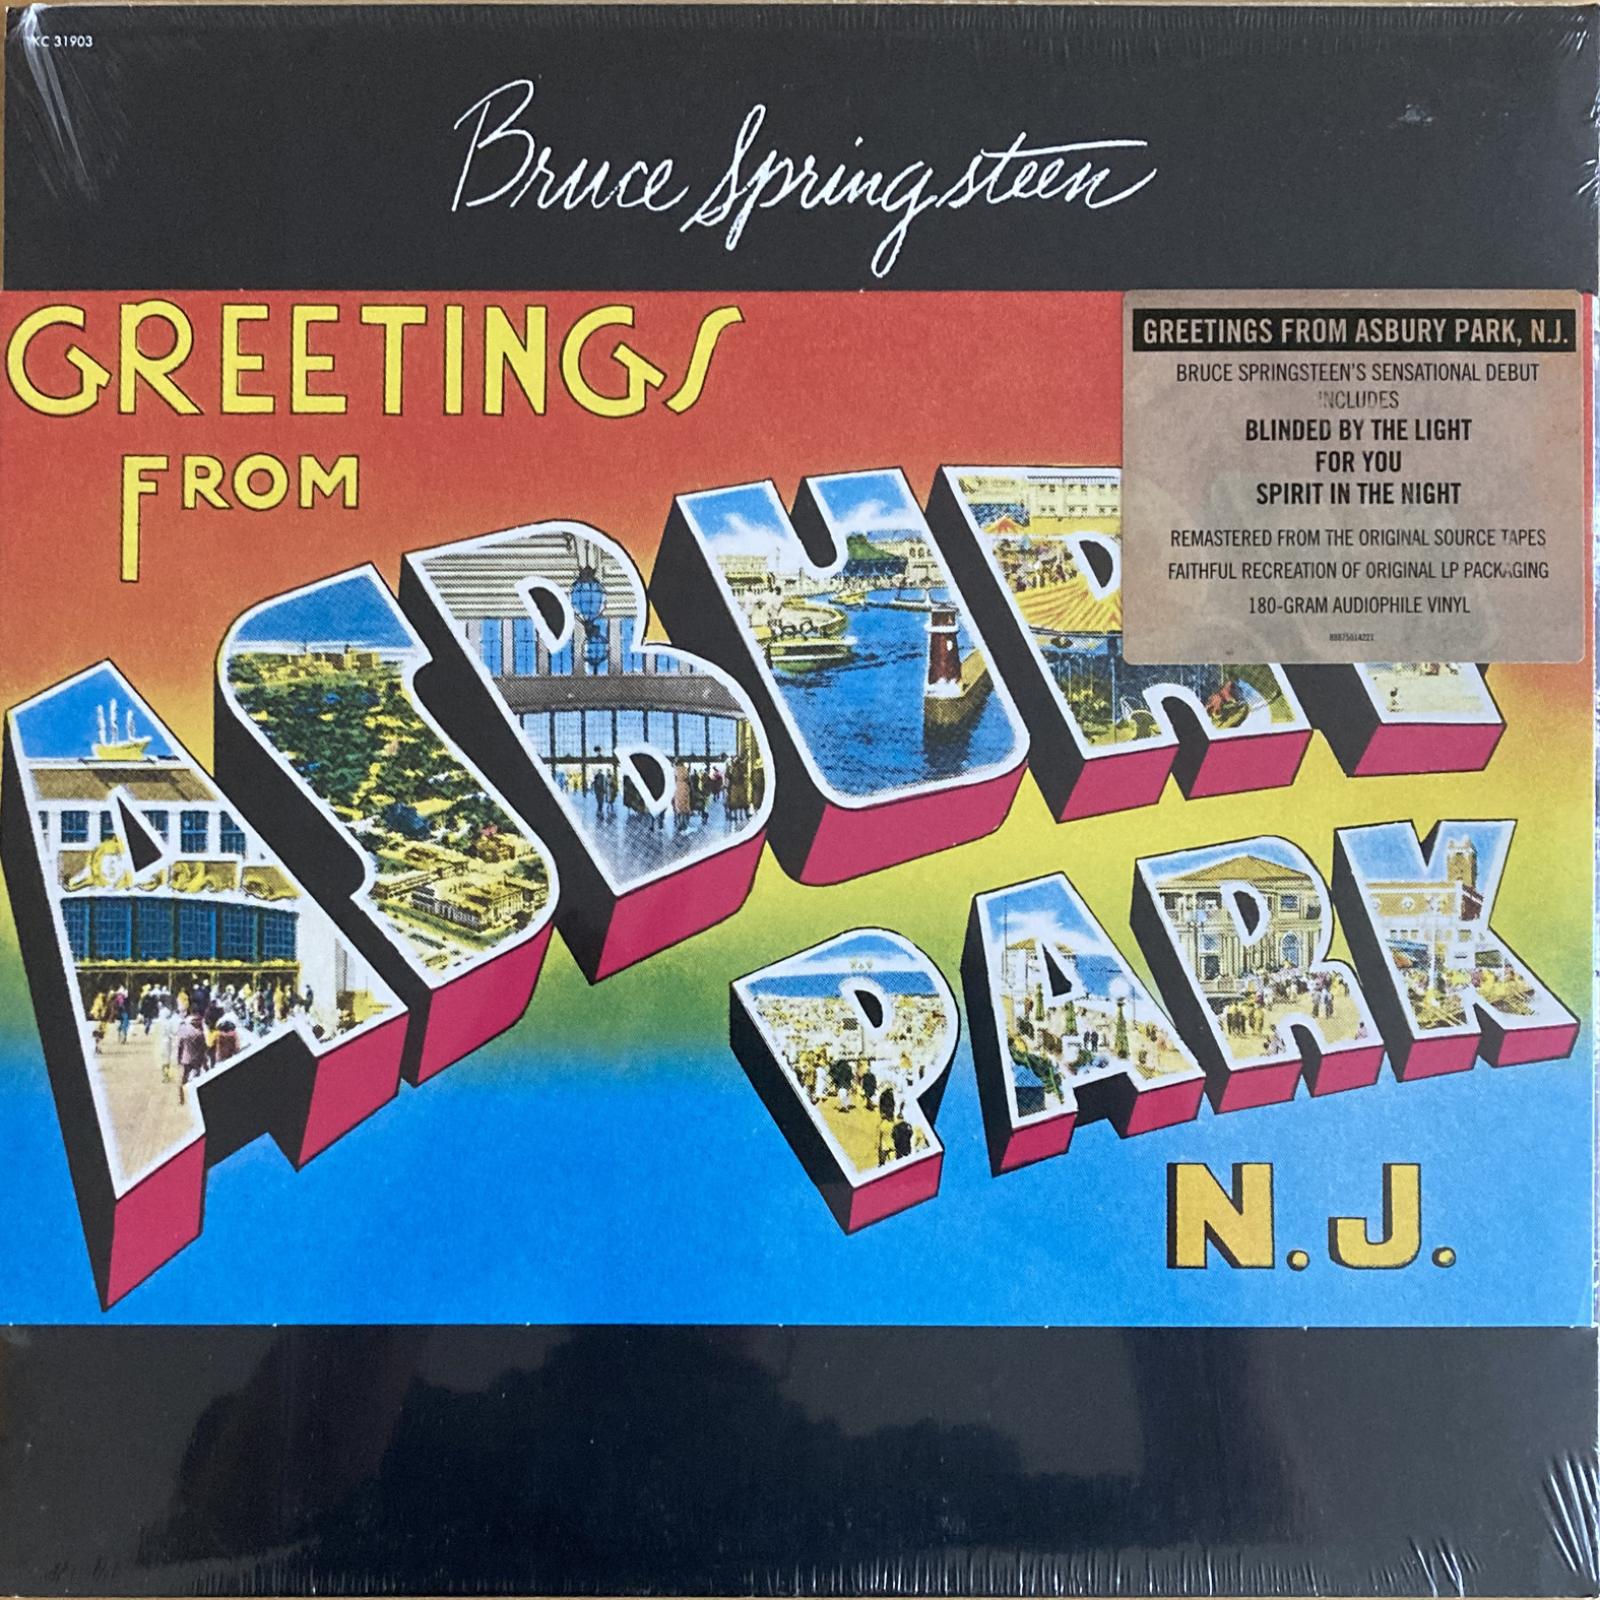 KC 31903
Bruce Springsteen
GREETINGS
FROM
ASBURY
PARK
N.J.
GREETINGS FROM ASBURY PARK, N.J.
BRUCE SPRINGSTEEN'S SENSATIONAL DEBUT
INCLUDES
BLINDED BY THE LIGHT
FOR YOU
SPIRIT IN THE NIGHT
REMASTERED FROM THE ORIGINAL SOURCE TAPES
FAITHFUL RECREATION OF ORIGINAL LP PACKAGING
180-GRAM AUDIOPHILE VINYL
88875014221